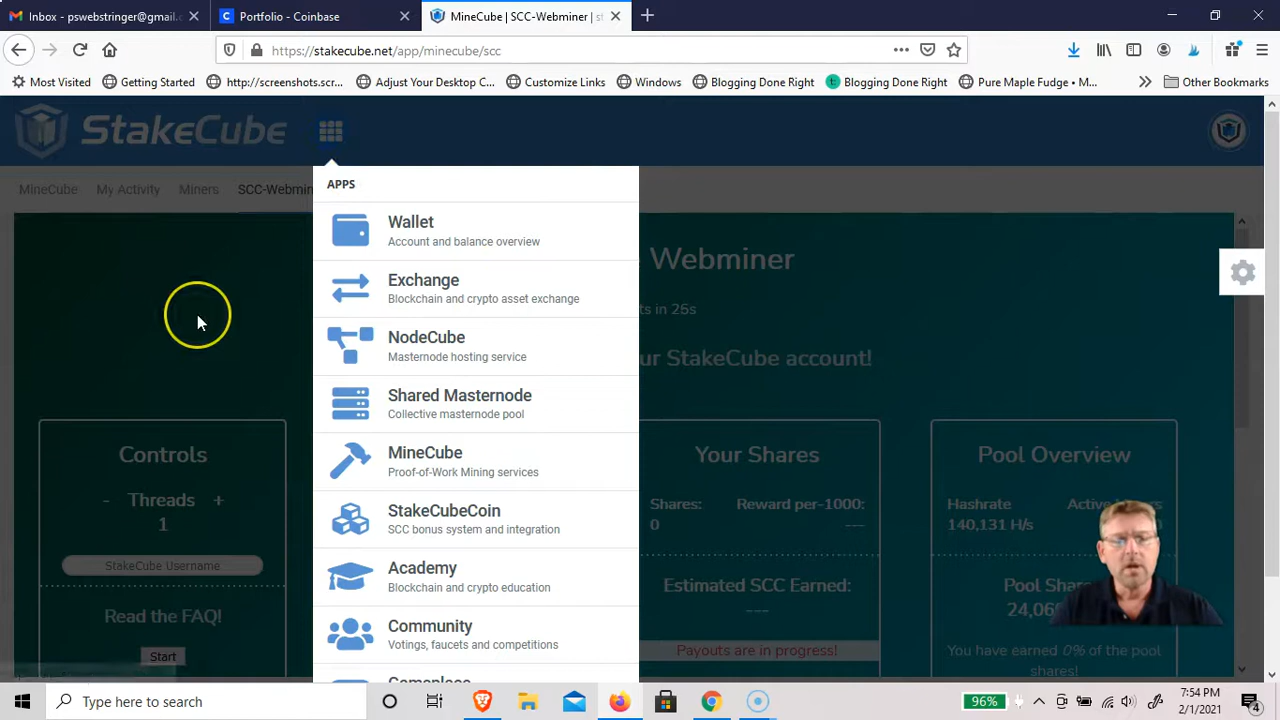 Inbox - pswebstringer@gmail.co
Portfolio - Coinbase
MineCube | SCC-Webminer | st
https://stakecube.net/app/minecube/scc
Most Visited
Getting Started
http://screenshots.scr...
Adjust Your Desktop C...
Customize Links
Windows
Blogging Done Right
Blogging Done Right
Pure Maple Fudge • M...
Other Bookmarks
StakeCube
MineCube
My Activity
Miners
SCC-Webmin
APPS
Wallet
Account and balance overview
Exchange
Blockchain and crypto asset exchange
NodeCube
Masternode hosting service
Shared Masternode
Collective masternode pool
MineCube
Proof-of-Work Mining services
StakeCubeCoin
SCC bonus system and integration
Academy
Blockchain and crypto education
Community
Votings, faucets and competitions
Webminer
ts in 25s
ur StakeCube account!
Controls
- Threads +
1
StakeCube Username
Read the FAQ!
Start
Your Shares
Shares: Reward per-1000:
0 ---
Estimated SCC Earned:
---
Payouts are in progress!
Pool Overview
Hashrate
140,131 H/s
Pool Shar
24,06
You have earned 0% of the pool
shares!
Type here to search
96%
7:54 PM
2/1/2021
4